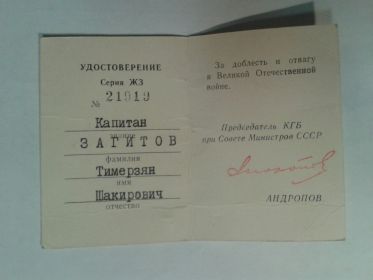 УДОСТОВЕРЕНИЕ
Серия ЖЗ
№ 21919
Капитан
звание
ЗАГИТОВ
фамилия
Тимерзян
имя
Шакирович
отчество
За доблесть и отвагу
в Великой Отечественной
войне.
Председатель КГБ
при Совете Министров СССР
АНДРОПОВ